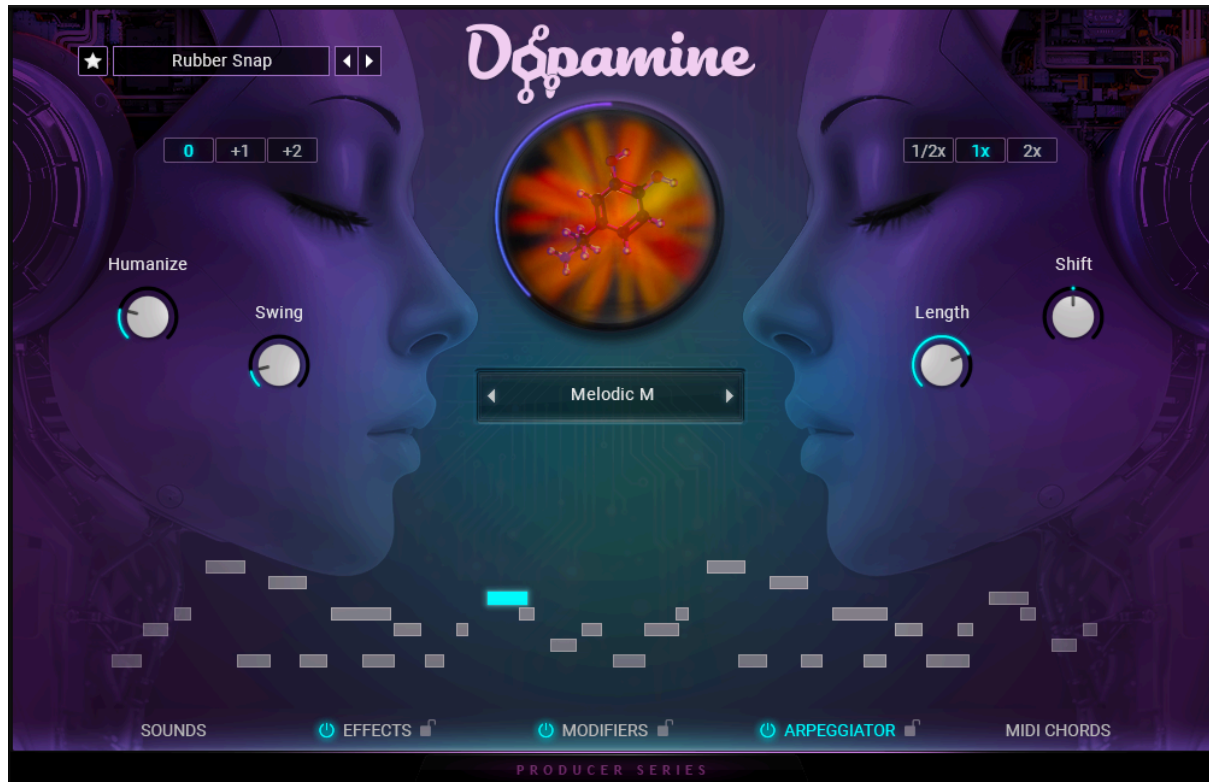 Dopamine
Rubber Snap
0 +1 +2
1/2x 1x 2x
Humanize
Shift
Swing
Length
Melodic M
SOUNDS EFFECTS MODIFIERS ARPEGGIATOR MIDI CHORDS
PRODUCER SERIES